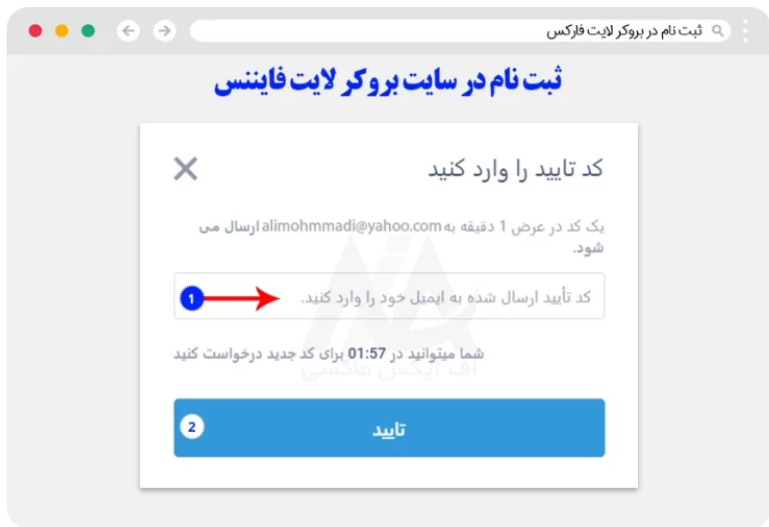 ثبت نام در بروکر لایت فارکس
ثبت نام در سایت بروکر لایت فایننس
کد تایید را وارد کنید
یک کد در عرض 1 دقیقه به alimohmmadi@yahoo.com ارسال می
شود.
کد تأیید ارسال شده به ایمیل خود را وارد کنید.
1
شما میتوانید در 01:57 برای کد جدید درخواست کنید
اف ایکس ماکسی
تایید
2